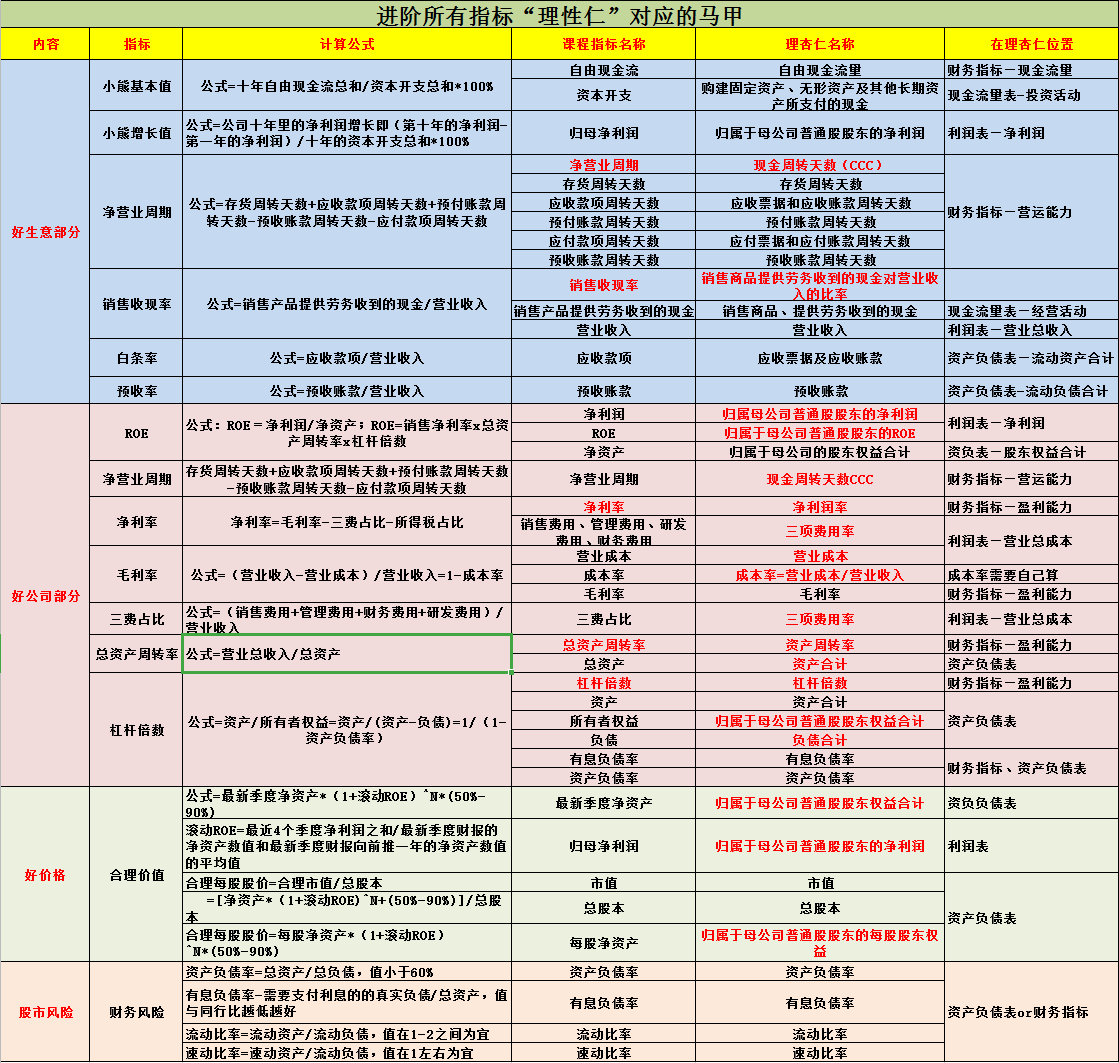 进阶所有指标“理性仁”对应的马甲
内容 指标 计算公式 课程指标名称 理杏仁名称 在理杏仁位置
好生意部分
小熊基本值
公式=十年自由现金流总和/资本开支总和*100%
自由现金流 自由现金流量 财务指标—现金流量
资本开支
购建固定资产、无形资产及其他长期资
产所支付的现金
现金流量表-投资活动
小熊增长值
公式=公司十年里的净利润增长即（第十年的净利润-
第一年的净利润）/十年的资本开支总和*100%
归母净利润 归属于母公司普通股股东的净利润 利润表—净利润
净营业周期
公式=存货周转天数+应收款项周转天数+预付账款周
转天数-预收账款周转天数-应付款项周转天数
净营业周期 现金周转天数（CCC）
存货周转天数 存货周转天数
应收款项周转天数 应收票据和应收账款周转天数
预付账款周转天数 预付账款周转天数
应付款项周转天数 应付票据和应付账款周转天数
预收账款周转天数 预收账款周转天数
财务指标—营运能力
销售收现率
公式=销售产品提供劳务收到的现金/营业收入
销售收现率
销售商品提供劳务收到的现金对营业收
入的比率
销售产品提供劳务收到的现金 销售商品、提供劳务收到的现金 现金流量表—经营活动
营业收入 营业收入 利润表—营业总收入
白条率 公式=应收款项/营业收入 应收款项 应收票据及应收账款 资产负债表—流动资产合计
预收率 公式=预收账款/营业收入 预收账款 预收账款 资产负债表-流动负债合计
好公司部分
ROE
公式：ROE＝净利润/净资产；ROE=销售净利率x总资
产周转率x杠杆倍数
净利润 归属母公司普通股股东的净利润
ROE 归属于母公司普通股股东的ROE
利润表—净利润
净资产 归属于母公司的股东权益合计 资负表—股东权益合计
净营业周期
存货周转天数+应收款项周转天数+预付账款周转天数
-预收账款周转天数-应付款项周转天数
净营业周期 现金周转天数CCC 财务指标—营运能力
净利率 净利率=毛利率-三费占比-所得税占比
净利率 净利润率 财务指标—盈利能力
销售费用、管理费用、研发
费用、财务费用
三项费用率
利润表—营业总成本
毛利率 公式=（营业收入-营业成本）/营业收入=1-成本率
营业成本 营业成本
成本率 成本率=营业成本/营业收入 成本率需要自己算
毛利率 毛利率 财务指标—盈利能力
三费占比
公式=（销售费用+管理费用+财务费用+研发费用）/
营业收入
三费占比 三项费用率 利润表—营业总成本
总资产周转率 公式=营业总收入/总资产
总资产周转率 资产周转率 财务指标—盈利能力
总资产 资产合计 资产负债表
杠杆倍数
公式=资产/所有者权益=资产/(资产-负债)=1/（1-
资产负债率）
杠杆倍数 杠杆倍数 财务指标—盈利能力
资产 资产合计
所有者权益 归属于母公司普通股股东权益合计
负债 负债合计
资产负债表
有息负债率 有息负债率
资产负债率 资产负债率
财务指标、资产负债表
好价格
合理价值
公式=最新季度净资产*（1+滚动ROE）^N*(50%-
90%)
最新季度净资产 归属于母公司普通股股东权益合计 资负负债表
滚动ROE=最近4个季度净利润之和/最新季度财报的
净资产数值和最新季度财报向前推一年的净资产数值
的平均值
归母净利润 归属于母公司普通股股东的净利润 利润表
合理每股股价=合理市值/总股本 市值 市值
=[净资产*（1+滚动ROE)^N+(50%-90%)]/总股
本
总股本 总股本
合理每股股价=每股净资产*（1+滚动ROE）
^N*(50%-90%)
每股净资产
归属于母公司普通股股东的每股股东权
益
资产负债表
股市风险
财务风险
资产负债率=总资产/总负债，值小于60% 资产负债率 资产负债率
有息负债率-需要支付利息的的真实负债/总资产，值
与同行比越低越好
有息负债率 有息负债率
流动比率=流动资产/流动负债，值在1-2之间为宜 流动比率 流动比率
速动比率=速动资产/流动负债，值在1左右为宜 速动比率 速动比率
资产负债表or财务指标